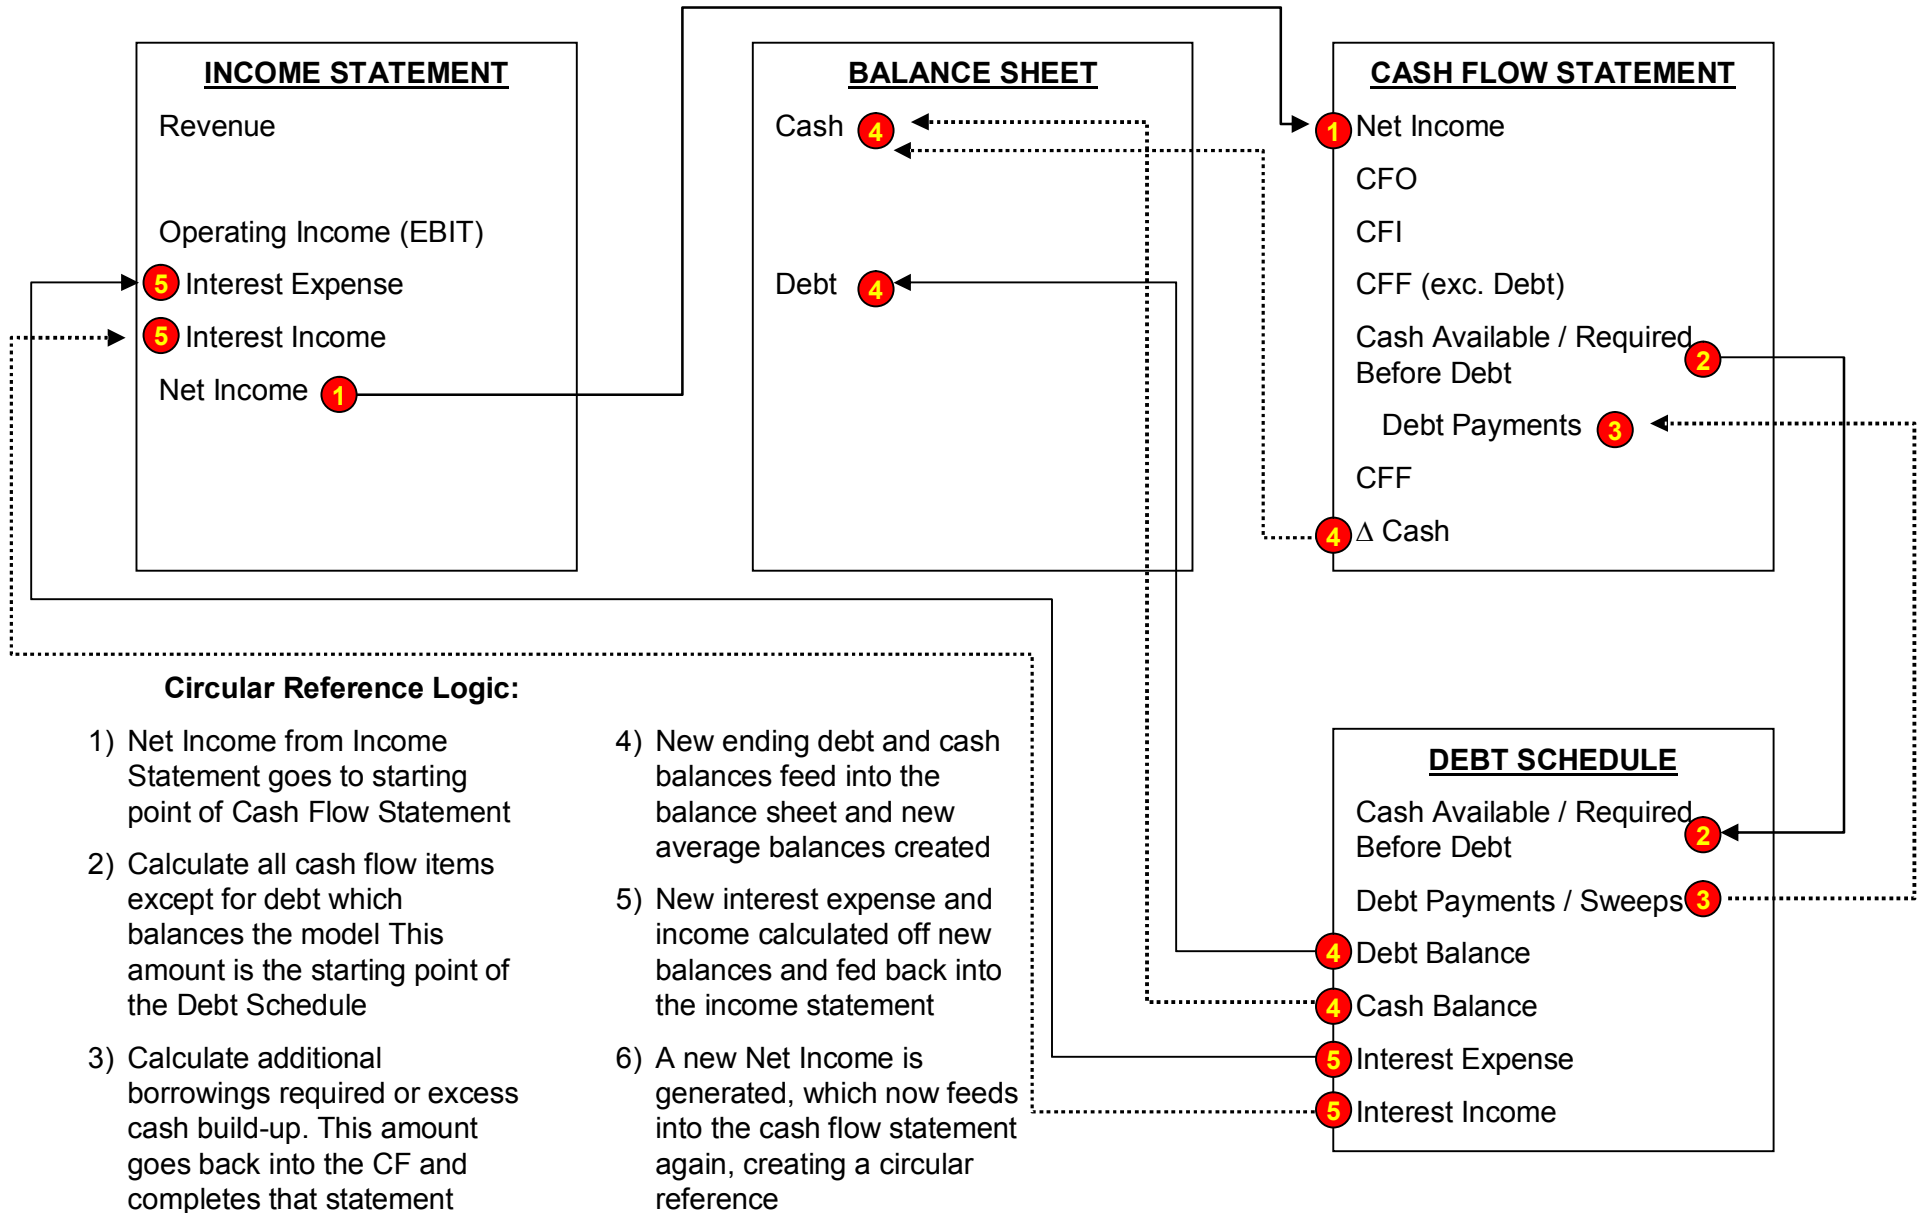 INCOME STATEMENT
Revenue
Operating Income (EBIT)
5 Interest Expense
5 Interest Income
Net Income 1
BALANCE SHEET
Cash 4
Debt 4
CASH FLOW STATEMENT
1 Net Income
CFO
CFI
CFF (exc. Debt)
Cash Available / Required
Before Debt 2
Debt Payments 3
CFF
4 Δ Cash
Circular Reference Logic:
1) Net Income from Income
Statement goes to starting
point of Cash Flow Statement
2) Calculate all cash flow items
except for debt which
balances the model This
amount is the starting point of
the Debt Schedule
3) Calculate additional
borrowings required or excess
cash build-up. This amount
goes back into the CF and
completes that statement
4) New ending debt and cash
balances feed into the
balance sheet and new
average balances created
5) New interest expense and
income calculated off new
balances and fed back into
the income statement
6) A new Net Income is
generated, which now feeds
into the cash flow statement
again, creating a circular
reference
DEBT SCHEDULE
Cash Available / Required
Before Debt 2
Debt Payments / Sweeps 3
4 Debt Balance
4 Cash Balance
5 Interest Expense
5 Interest Income